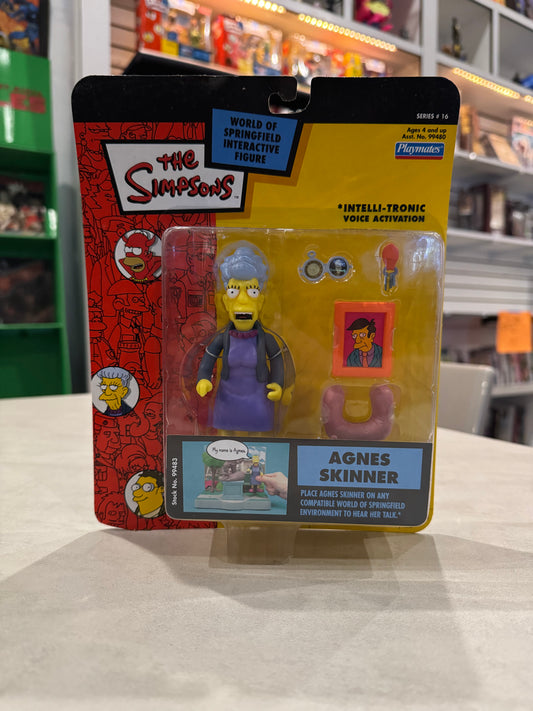 SERIES # 16
WORLD OF
SPRINGFIELD
INTERACTIVE
FIGURE
Ages 4 and up
Asst. No. 99480
Playmates
THE
SIMPSONS
TM
*INTELLI-TRONIC
VOICE ACTIVATION
My name is Agnes.
Stock No. 99483
AGNES
SKINNER
PLACE AGNES SKINNER ON ANY
COMPATIBLE WORLD OF SPRINGFIELD
ENVIRONMENT TO HEAR HER TALK.*